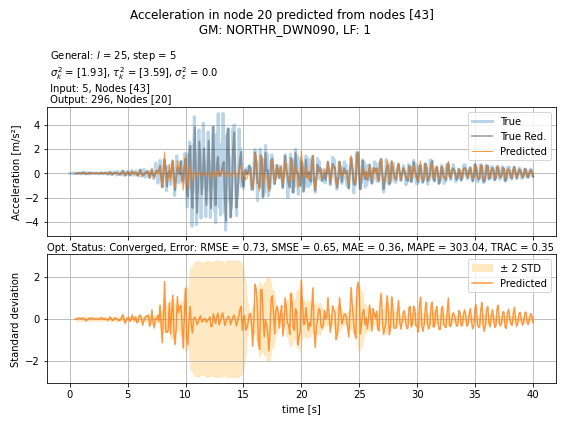 Acceleration in node 20 predicted from nodes [43]
GM: NORTHR_DWN090, LF: 1
General: l = 25, step = 5
σ²ₖ = [1.93], τ²ₖ = [3.59], σ²ε = 0.0
Input: 5, Nodes [43]
Output: 296, Nodes [20]
True
True Red.
Predicted
Acceleration [m/s²]
4
2
0
−2
−4
Opt. Status: Converged, Error: RMSE = 0.73, SMSE = 0.65, MAE = 0.36, MAPE = 303.04, TRAC = 0.35
± 2 STD
Predicted
Standard deviation
2
0
−2
0 5 10 15 20 25 30 35 40
time [s]